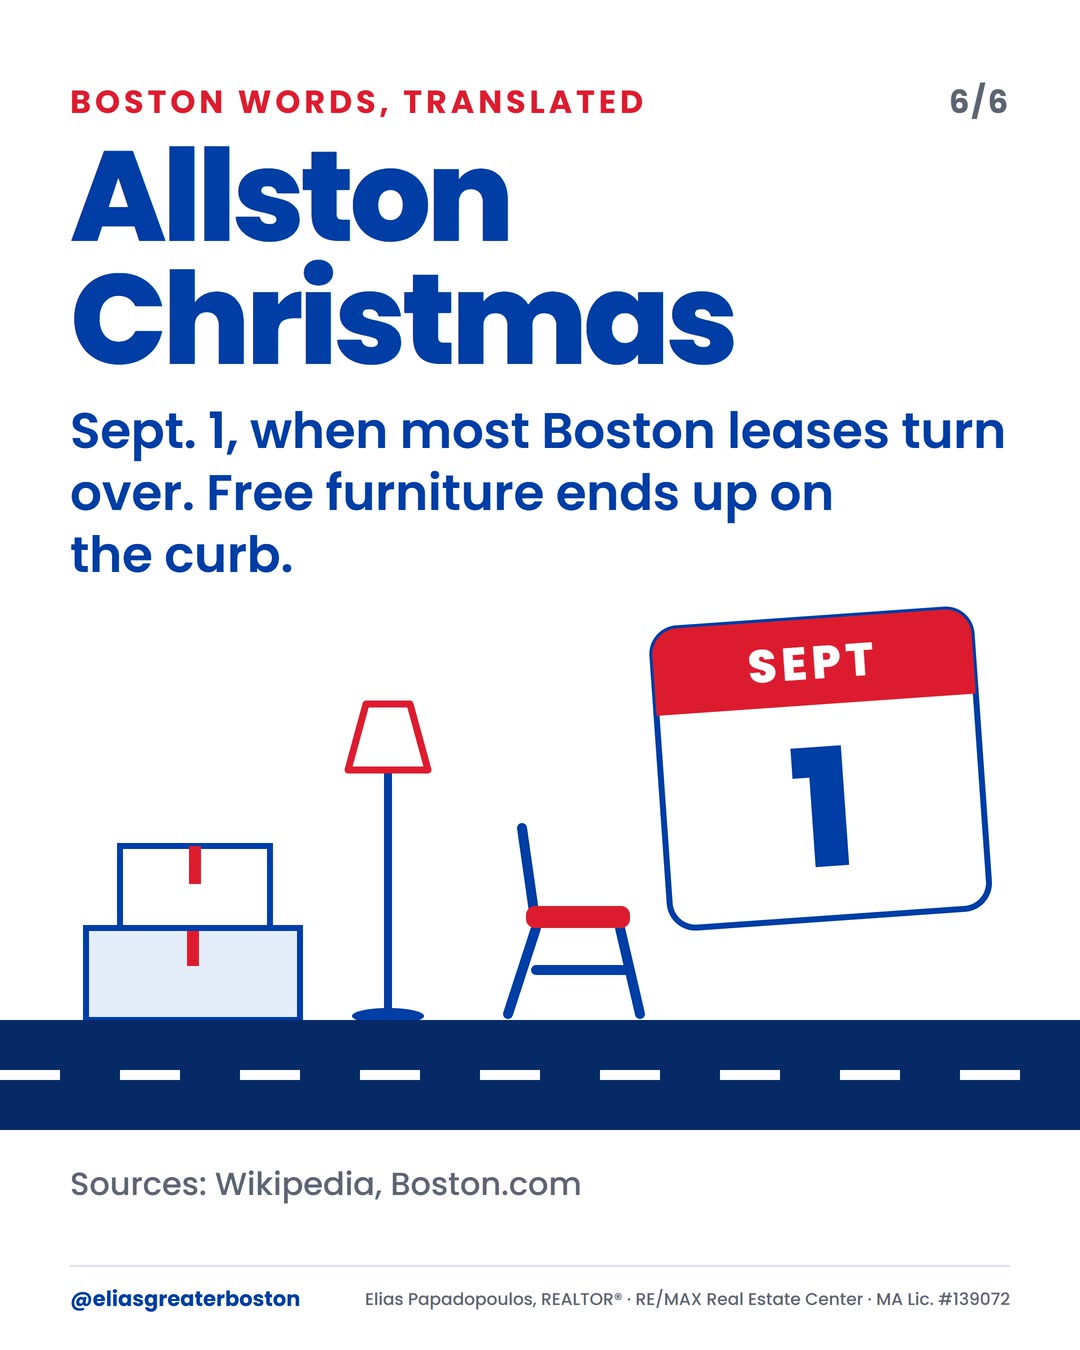 BOSTON WORDS, TRANSLATED
6/6
Allston
Christmas
Sept. 1, when most Boston leases turn
over. Free furniture ends up on
the curb.
SEPT
1
Sources: Wikipedia, Boston.com
@eliasgreaterboston
Elias Papadopoulos, REALTOR® · RE/MAX Real Estate Center · MA Lic. #139072